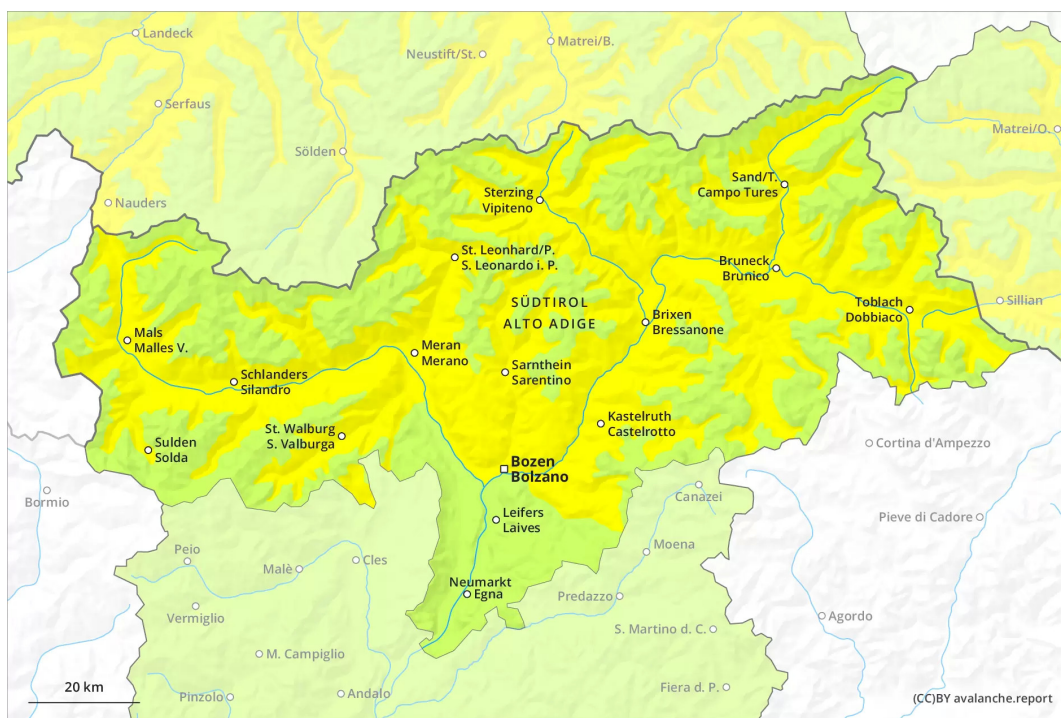 Landeck
Neustift/St.
Matrei/B.
Serfaus
Sölden
Matrei/O.
Nauders
Sterzing
Vipiteno
Sand/T.
Campo Tures
St. Leonhard/P.
S. Leonardo i. P.
Bruneck
Brunico
SÜDTIROL
ALTO ADIGE
Toblach
Dobbiaco
Sillian
Brixen
Bressanone
Mals
Malles V.
Meran
Merano
Schlanders
Silandro
Sarnthein
Sarentino
St. Walburg
S. Valburga
Kastelruth
Castelrotto
Sulden
Solda
Cortina d'Ampezzo
Bozen
Bolzano
Bormio
Canazei
Leifers
Laives
Pieve di Cadore
Peio
Moena
Cles
Malè
Neumarkt
Egna
Predazzo
Vermiglio
Agordo
S. Martino d. C.
M. Campiglio
20 km
Pinzolo
Andalo
Fiera d. P.
(CC)BY avalanche.report